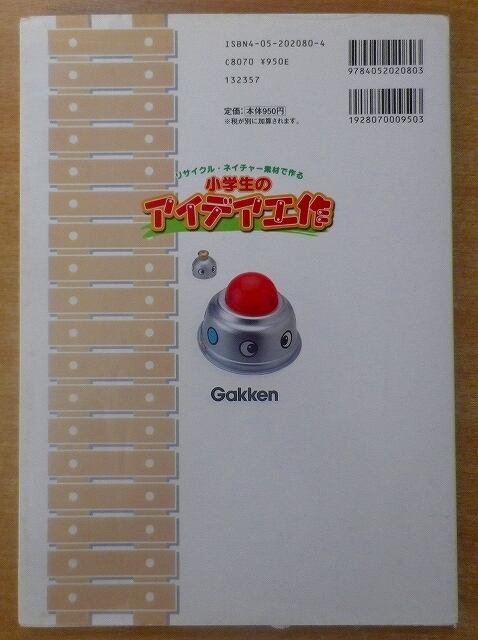 ISBN4-05-202080-4
C8070 ¥950E
132357
9784052020803
定価：本体950円
※税が別に加算されます。
1928070009503
リサイクル・ネイチャー素材で作る
小学生の
アイデア工作
Gakken